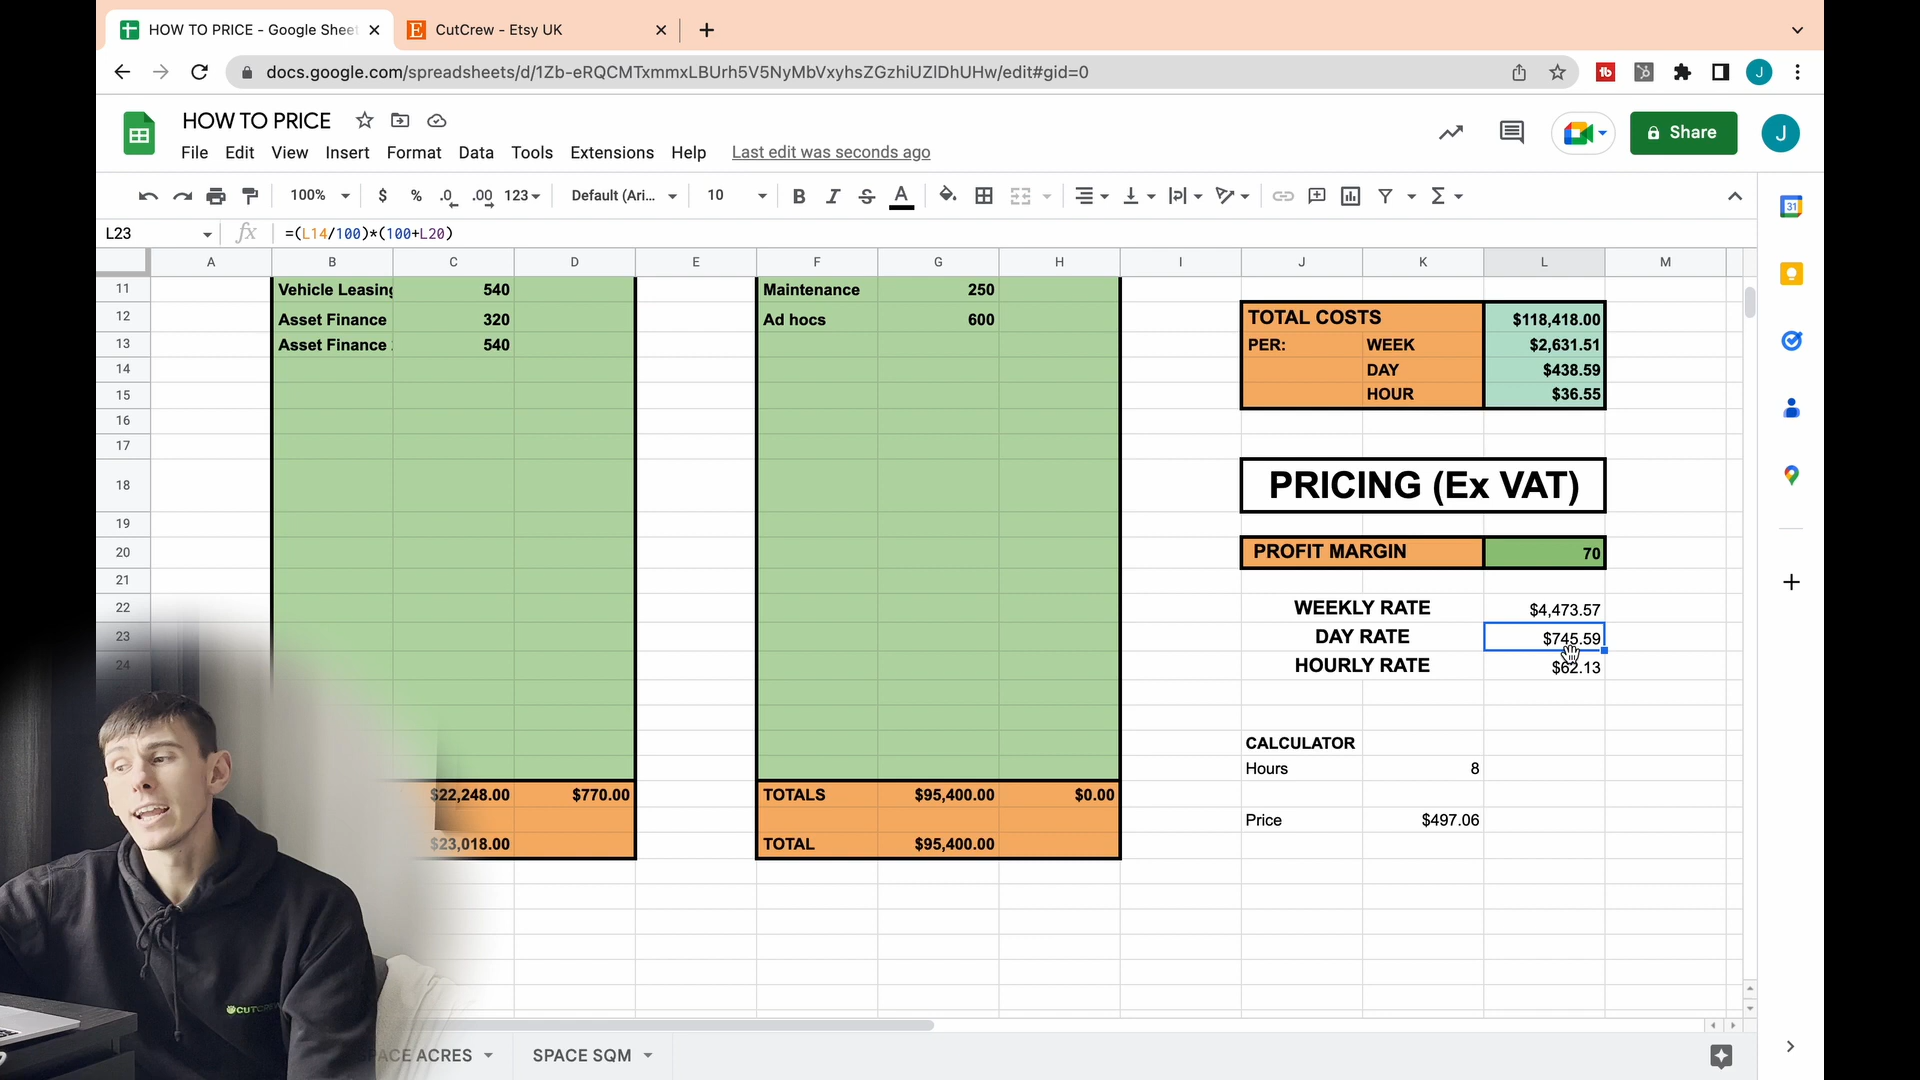 HOW TO PRICE - Google Sheet
CutCrew - Etsy UK
docs.google.com/spreadsheets/d/1Zb-eRQCMTxmmxLBUrh5V5NyMbVxyhsZGzhiUZlDhUHw/edit#gid=0
J
HOW TO PRICE
Share
J
File Edit View Insert Format Data Tools Extensions Help Last edit was seconds ago
100% $ % .0 .00 123 Default (Ari... 10
L23 =(L14/100)*(100+L20)
A B C D E F G H I J K L M
11 Vehicle Leasing 540 Maintenance 250
12 Asset Finance 320 Ad hocs 600 TOTAL COSTS $118,418.00
13 Asset Finance 540 PER: WEEK $2,631.51
14 DAY $438.59
15 HOUR $36.55
16
17
18 PRICING (Ex VAT)
19
20 PROFIT MARGIN 70
21
22 WEEKLY RATE $4,473.57
23 DAY RATE $745.59
24 HOURLY RATE $62.13
CALCULATOR
Hours 8
$22,248.00 $770.00 TOTALS $95,400.00 $0.00
Price $497.06
$23,018.00 TOTAL $95,400.00
CUTCREW
SPACE ACRES SPACE SQM